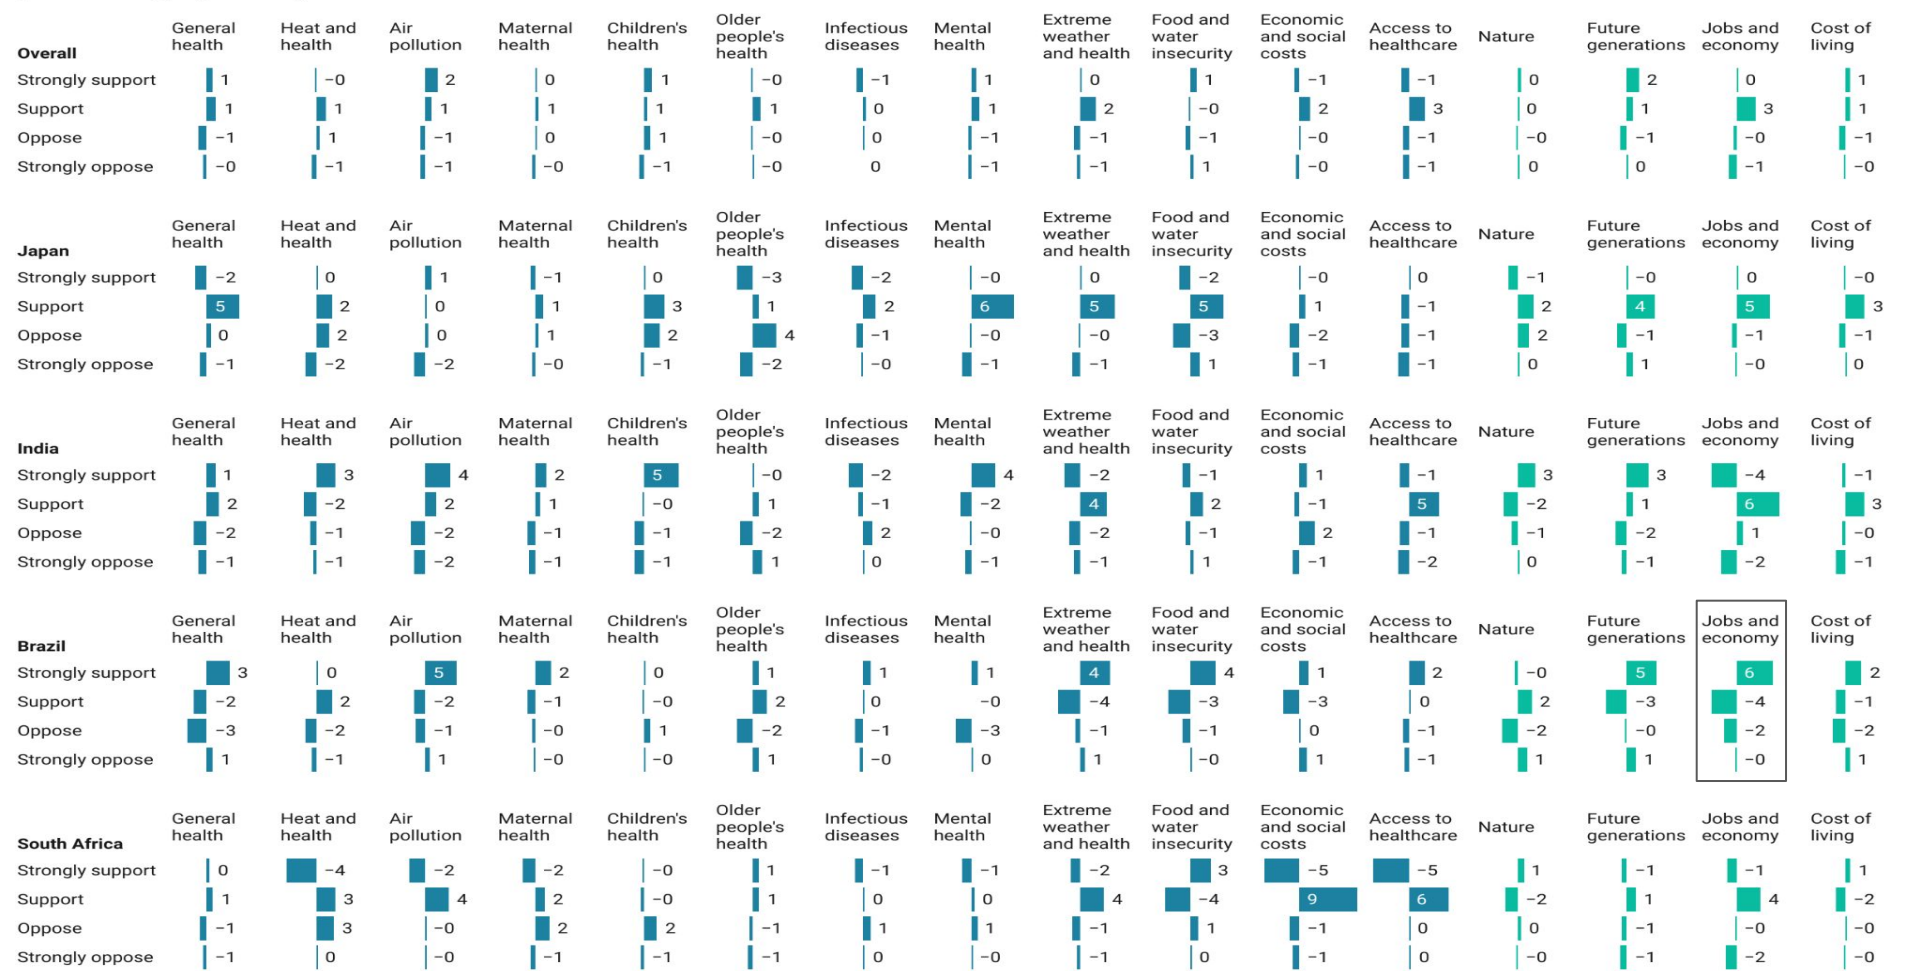 General health Heat and health Air pollution Maternal health Children's health Older people's health Infectious diseases Mental health Extreme weather and health Food and water insecurity Economic and social costs Access to healthcare Nature Future generations Jobs and economy Cost of living
Overall
Strongly support 1 −0 2 0 1 −0 −1 1 0 1 −1 −1 0 2 0 1
Support 1 1 1 1 1 1 0 1 2 −0 2 3 0 1 3 1
Oppose −1 1 −1 0 1 −0 0 −1 −1 −1 −0 −1 −0 −1 −0 −1
Strongly oppose −0 −1 −1 −0 −1 −0 0 −1 −1 1 −0 −1 0 0 −1 −0
General health Heat and health Air pollution Maternal health Children's health Older people's health Infectious diseases Mental health Extreme weather and health Food and water insecurity Economic and social costs Access to healthcare Nature Future generations Jobs and economy Cost of living
Japan
Strongly support −2 0 1 −1 0 −3 −2 −0 0 −2 −0 0 −1 −0 0 −0
Support 5 2 0 1 3 1 2 6 5 5 1 −1 2 4 5 3
Oppose 0 2 0 1 2 4 −1 −0 −0 −3 −2 −1 2 −1 −1 −1
Strongly oppose −1 −2 −2 −0 −1 −2 −0 −1 −1 1 −1 −1 0 1 −0 0
General health Heat and health Air pollution Maternal health Children's health Older people's health Infectious diseases Mental health Extreme weather and health Food and water insecurity Economic and social costs Access to healthcare Nature Future generations Jobs and economy Cost of living
India
Strongly support 1 3 4 2 5 −0 −2 4 −2 −1 1 −1 3 3 −4 −1
Support 2 −2 2 1 −0 1 −1 −2 4 2 −1 5 −2 1 6 3
Oppose −2 −1 −2 −1 −1 −2 2 −0 −2 −1 2 −1 −1 −2 1 −0
Strongly oppose −1 −1 −2 −1 −1 1 0 −1 −1 1 −1 −2 0 −1 −2 −1
General health Heat and health Air pollution Maternal health Children's health Older people's health Infectious diseases Mental health Extreme weather and health Food and water insecurity Economic and social costs Access to healthcare Nature Future generations Jobs and economy Cost of living
Brazil
Strongly support 3 0 5 2 0 1 1 1 4 4 1 2 −0 5 6 2
Support −2 2 −2 −1 −0 2 0 −0 −4 −3 −3 0 2 −3 −4 −1
Oppose −3 −2 −1 −0 1 −2 −1 −3 −1 −1 0 −1 −2 −0 −2 −2
Strongly oppose 1 −1 1 −0 −0 1 −0 0 1 −0 1 −1 1 1 −0 1
General health Heat and health Air pollution Maternal health Children's health Older people's health Infectious diseases Mental health Extreme weather and health Food and water insecurity Economic and social costs Access to healthcare Nature Future generations Jobs and economy Cost of living
South Africa
Strongly support 0 −4 −2 −2 −0 1 −1 −1 −2 3 −5 −5 1 −1 −1 1
Support 1 3 4 2 −0 1 0 0 4 −4 9 6 −2 1 4 −2
Oppose −1 3 −0 2 2 −1 1 1 −1 1 −1 0 0 −1 −0 −0
Strongly oppose −1 0 −0 −1 −1 −1 0 −0 −1 0 −1 0 −0 −1 −2 −0